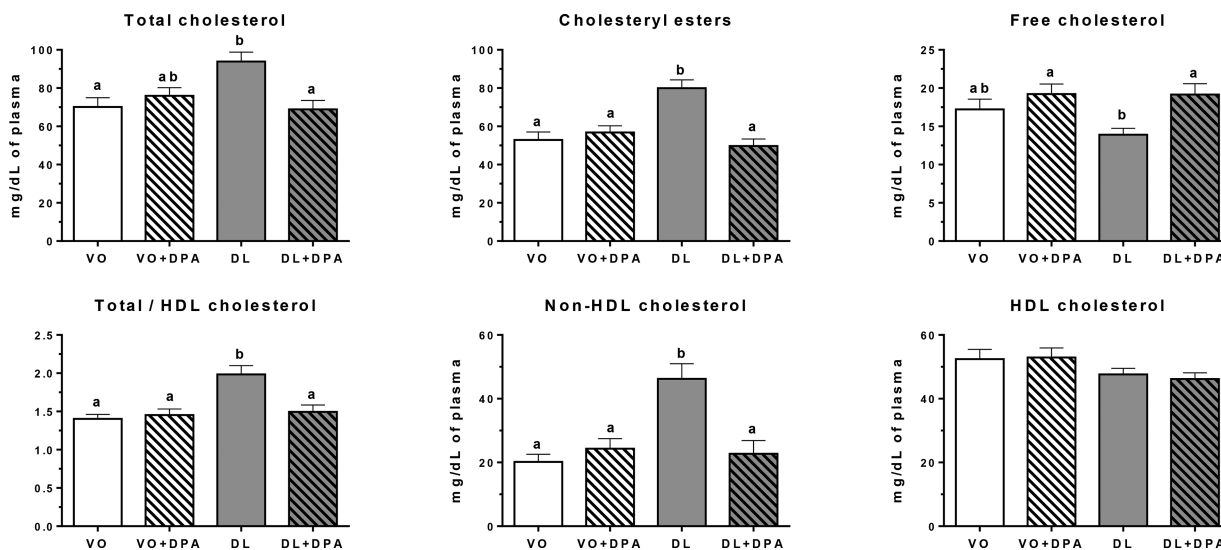 Total cholesterol
mg/dL of plasma
100
80
60
40
20
0
a
a b
b
a
VO
VO+DPA
DL
DL+DPA
Cholesteryl esters
mg/dL of plasma
100
80
60
40
20
0
a
a
b
a
VO
VO+DPA
DL
DL+DPA
Free cholesterol
mg/dL of plasma
25
20
15
10
5
0
ab
a
b
a
VO
VO+DPA
DL
DL+DPA
Total / HDL cholesterol
2.5
2.0
1.5
1.0
0.5
0.0
a
a
b
a
VO
VO+DPA
DL
DL+DPA
Non-HDL cholesterol
mg/dL of plasma
60
40
20
0
a
a
b
a
VO
VO+DPA
DL
DL+DPA
HDL cholesterol
mg/dL of plasma
60
40
20
0
VO
VO+DPA
DL
DL+DPA